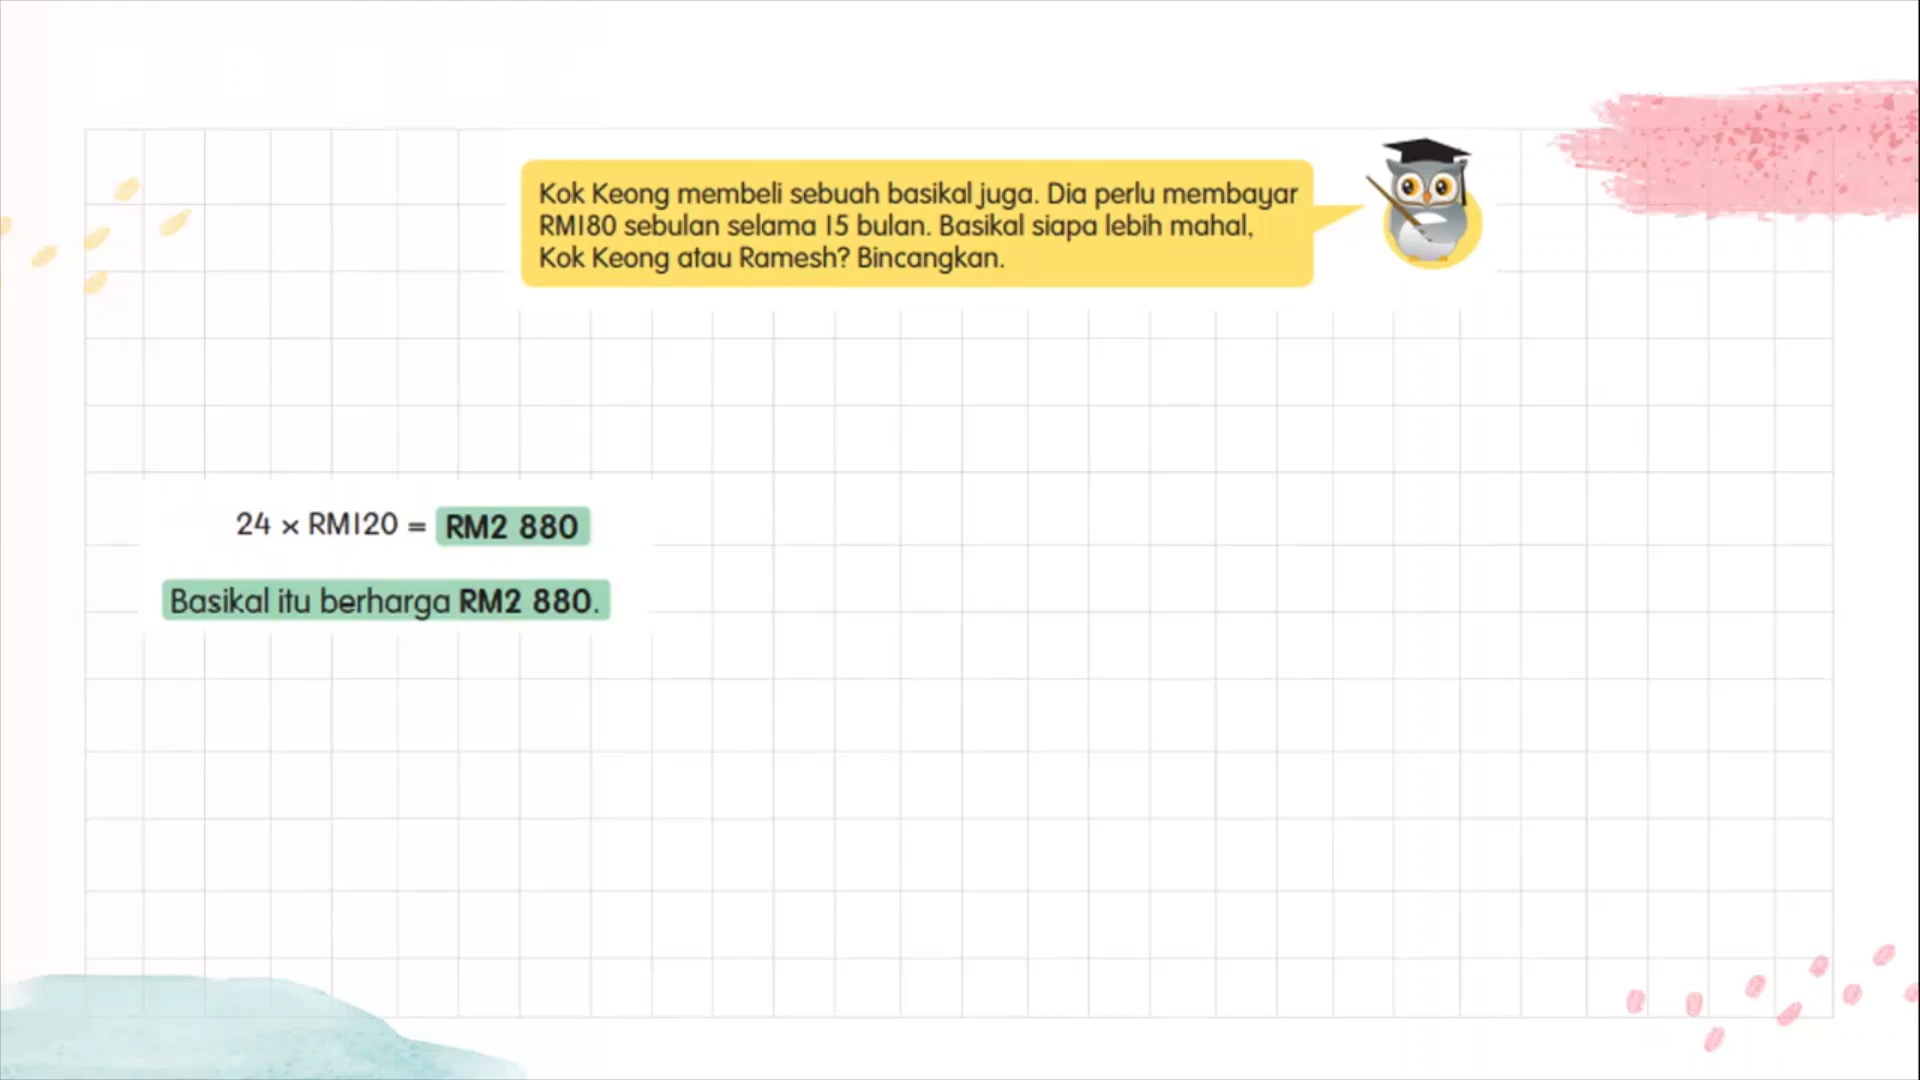 Kok Keong membeli sebuah basikal juga. Dia perlu membayar
RM180 sebulan selama 15 bulan. Basikal siapa lebih mahal,
Kok Keong atau Ramesh? Bincangkan.
24 × RM120 = RM2 880
Basikal itu berharga RM2 880.